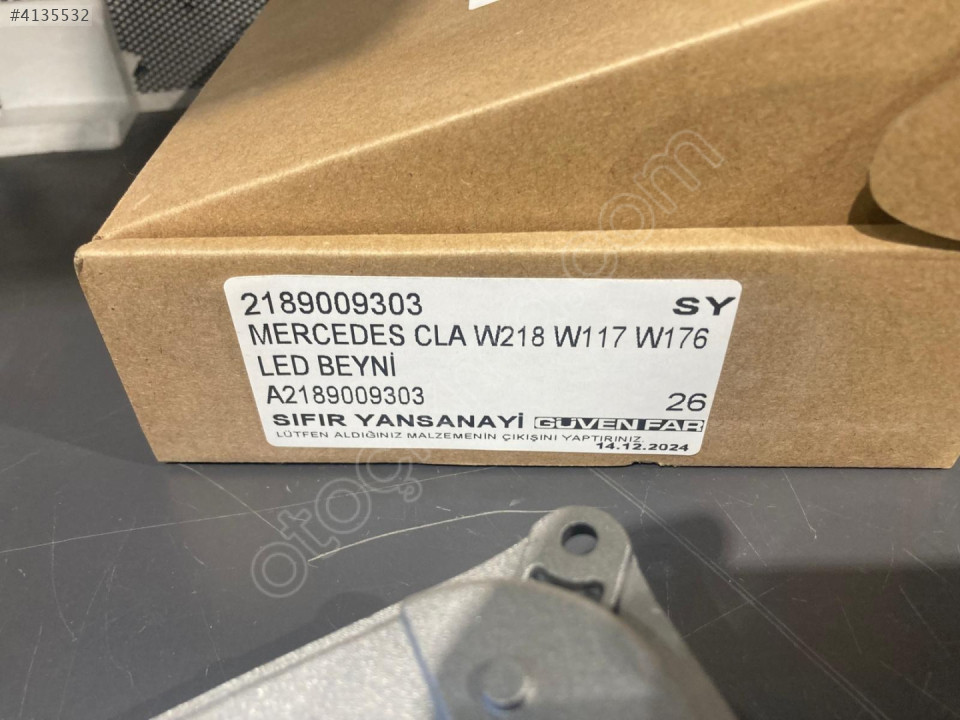 #4135532
2189009303 SY
MERCEDES CLA W218 W117 W176
LED BEYNİ
A2189009303 26
SIFIR YANSANAYİ GÜVEN FAR
LÜTFEN ALDIĞINIZ MALZEMENİN ÇIKIŞINI YAPTIRINIZ.
14.12.2024